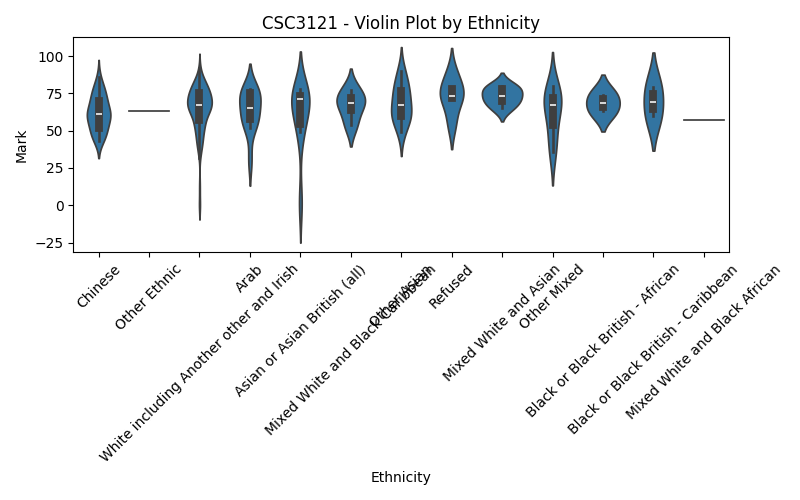 CSC3121 - Violin Plot by Ethnicity
Mark
100
75
50
25
0
−25
Chinese
Other Ethnic
White including Another other and Irish
Arab
Asian or Asian British (all)
Mixed White and Black Caribbean
Other Asian
Refused
Mixed White and Asian
Other Mixed
Black or Black British - African
Black or Black British - Caribbean
Mixed White and Black African
Ethnicity